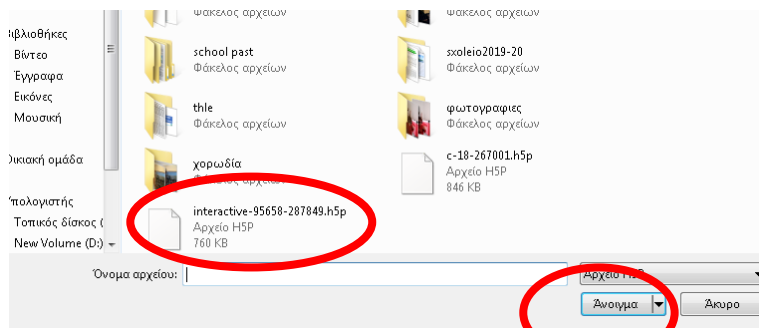 Φάκελος αρχείων
Φάκελος αρχείων
Βιβλιοθήκες
Βίντεο
Έγγραφα
Εικόνες
Μουσική
Οικιακή ομάδα
Υπολογιστής
Τοπικός δίσκος (
New Volume (D:)
school past
Φάκελος αρχείων
sxoleio2019-20
Φάκελος αρχείων
thle
Φάκελος αρχείων
φωτογραφιες
Φάκελος αρχείων
χορωδία
Φάκελος αρχείων
c-18-267001.h5p
Αρχείο H5P
846 KB
interactive-95658-287849.h5p
Αρχείο H5P
760 KB
Όνομα αρχείου:
Αρχείο H5P
Άνοιγμα
Άκυρο